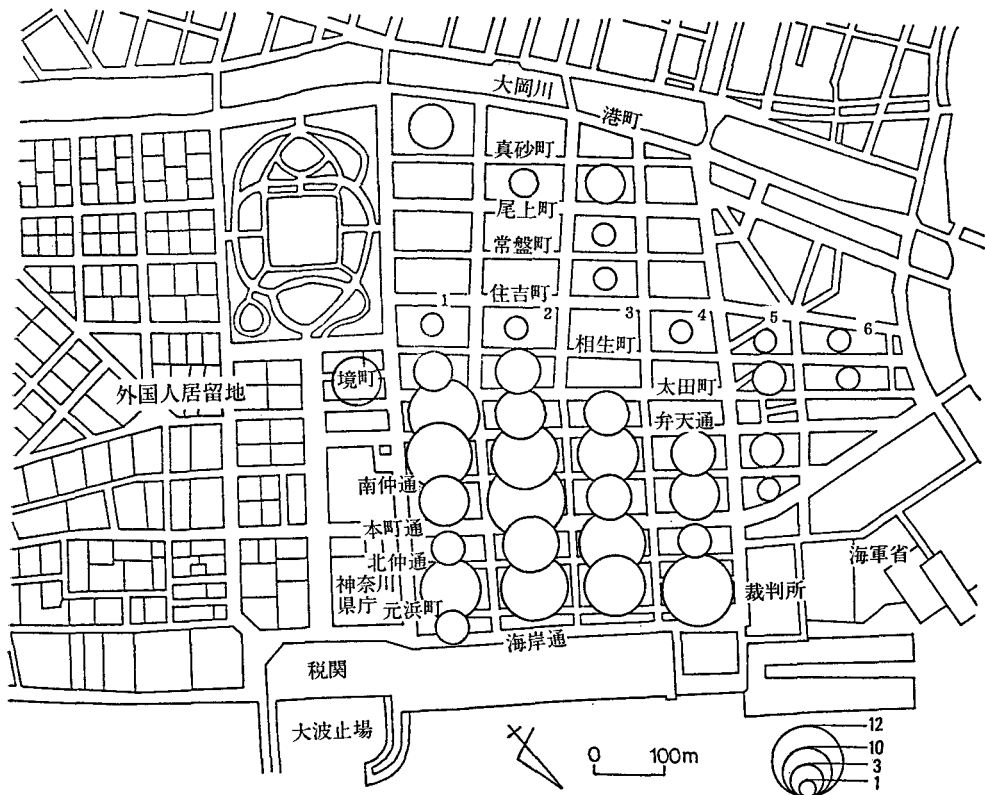 大岡川
港町
真砂町
尾上町
常盤町
住吉町
1 2 3 4 5 6
相生町
境町
太田町
外国人居留地
弁天通
南仲通
本町通
北仲通
海軍省
神奈川
県庁
元浜町
裁判所
海岸通
税関
大波止場
0 100m
12
10
3
1